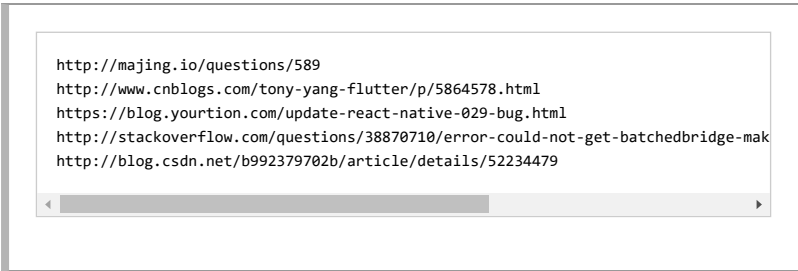 http://majing.io/questions/589
http://www.cnblogs.com/tony-yang-flutter/p/5864578.html
https://blog.yourtion.com/update-react-native-029-bug.html
http://stackoverflow.com/questions/38870710/error-could-not-get-batchedbridge-mak
http://blog.csdn.net/b992379702b/article/details/52234479